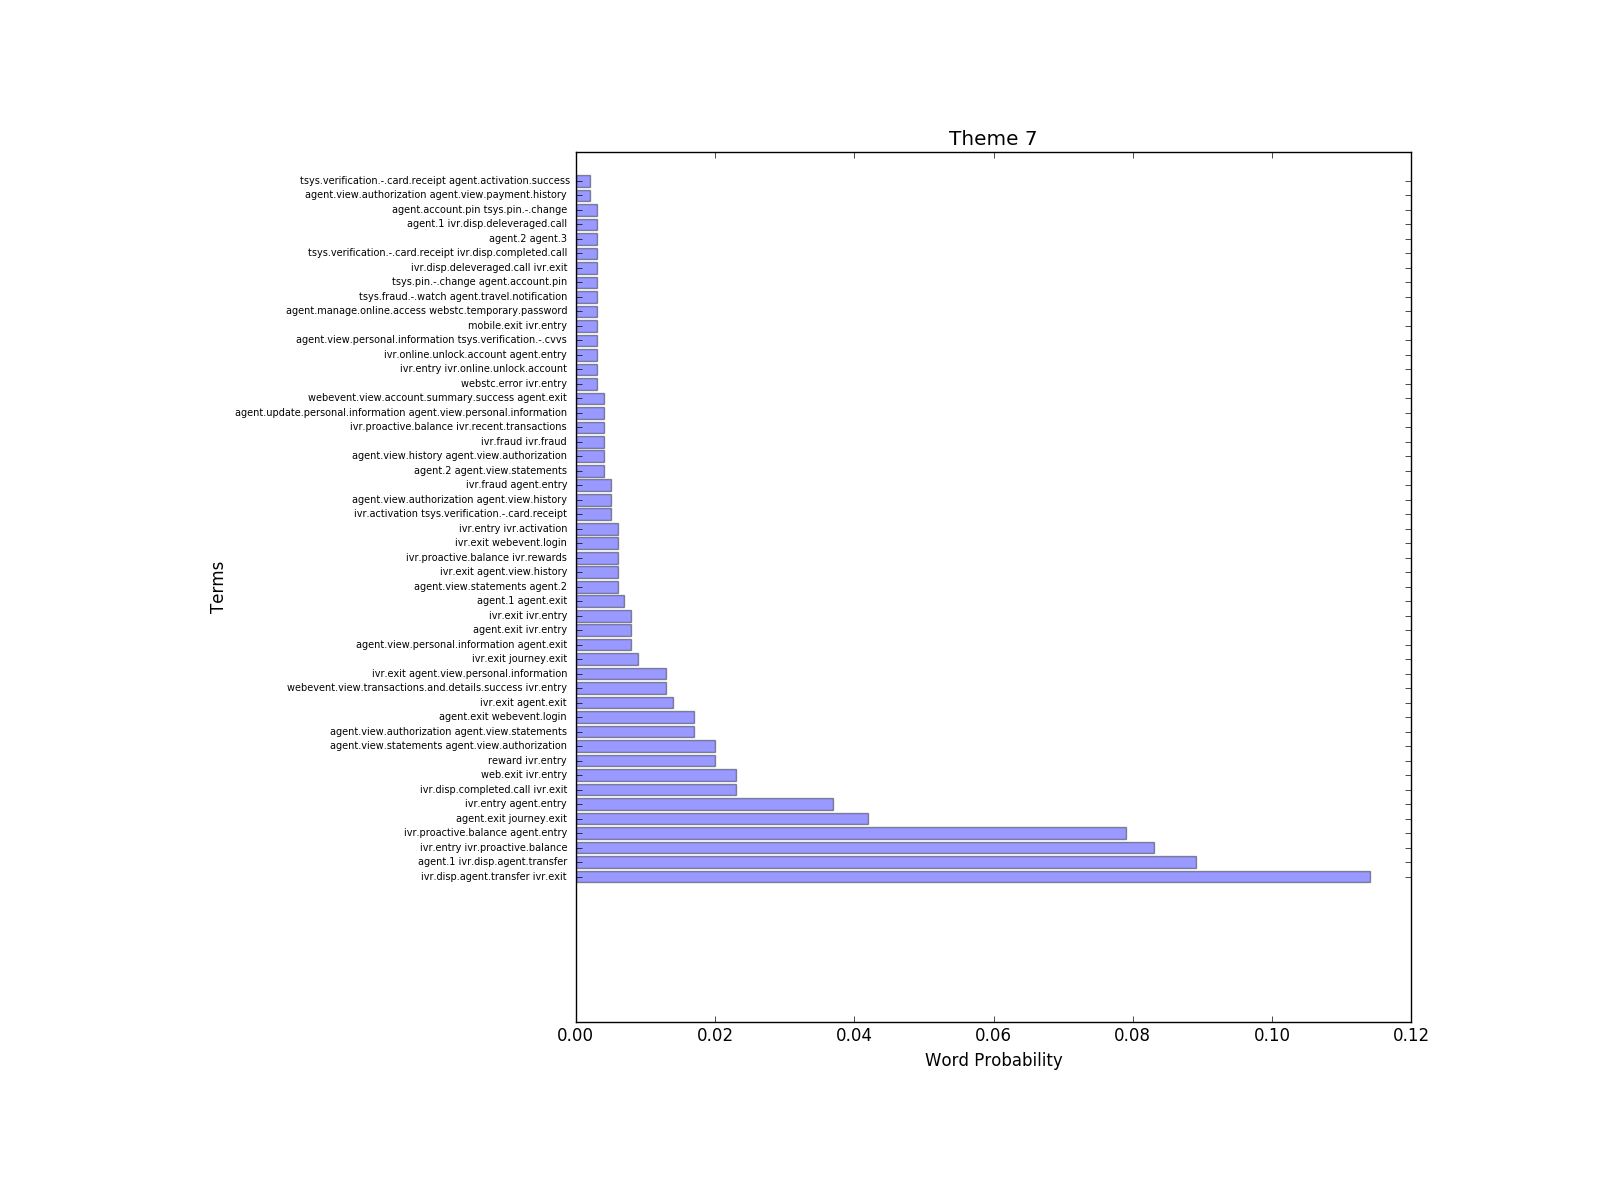 Theme 7
tsys.verification.-.card.receipt agent.activation.success
agent.view.authorization agent.view.payment.history
agent.account.pin tsys.pin.-.change
agent.1 ivr.disp.deleveraged.call
agent.2 agent.3
tsys.verification.-.card.receipt ivr.disp.completed.call
ivr.disp.deleveraged.call ivr.exit
tsys.pin.-.change agent.account.pin
tsys.fraud.-.watch agent.travel.notification
agent.manage.online.access webstc.temporary.password
mobile.exit ivr.entry
agent.view.personal.information tsys.verification.-.cvvs
ivr.online.unlock.account agent.entry
ivr.entry ivr.online.unlock.account
webstc.error ivr.entry
webevent.view.account.summary.success agent.exit
agent.update.personal.information agent.view.personal.information
ivr.proactive.balance ivr.recent.transactions
ivr.fraud ivr.fraud
agent.view.history agent.view.authorization
agent.2 agent.view.statements
ivr.fraud agent.entry
agent.view.authorization agent.view.history
ivr.activation tsys.verification.-.card.receipt
ivr.entry ivr.activation
ivr.exit webevent.login
ivr.proactive.balance ivr.rewards
ivr.exit agent.view.history
agent.view.statements agent.2
agent.1 agent.exit
ivr.exit ivr.entry
agent.exit ivr.entry
agent.view.personal.information agent.exit
ivr.exit journey.exit
ivr.exit agent.view.personal.information
webevent.view.transactions.and.details.success ivr.entry
ivr.exit agent.exit
agent.exit webevent.login
agent.view.authorization agent.view.statements
agent.view.statements agent.view.authorization
reward ivr.entry
web.exit ivr.entry
ivr.disp.completed.call ivr.exit
ivr.entry agent.entry
agent.exit journey.exit
ivr.proactive.balance agent.entry
ivr.entry ivr.proactive.balance
agent.1 ivr.disp.agent.transfer
ivr.disp.agent.transfer ivr.exit
Terms
0.00 0.02 0.04 0.06 0.08 0.10 0.12
Word Probability